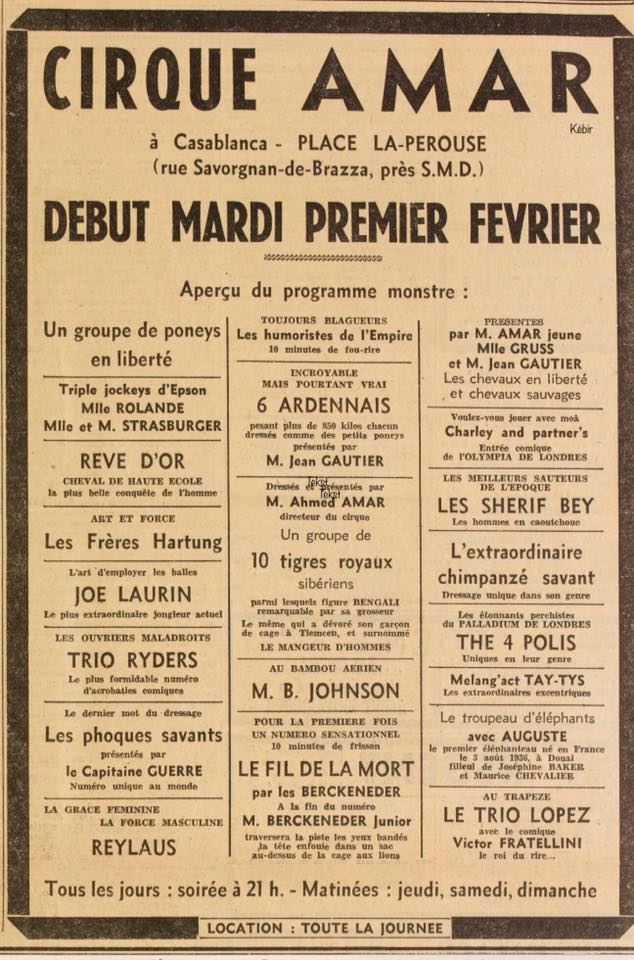 CIRQUE AMAR
Kébir
à Casablanca - PLACE LA-PEROUSE
(rue Savorgnan-de-Brazza, près S.M.D.)
DEBUT MARDI PREMIER FEVRIER
Aperçu du programme monstre :
Un groupe de poneys
en liberté
Triple jockeys d'Epson
Mlle ROLANDE
Mlle et M. STRASBURGER
REVE D'OR
CHEVAL DE HAUTE ECOLE
la plus belle conquête de l'homme
ART ET FORCE
Les Frères Hartung
L'art d'employer les balles
JOE LAURIN
Le plus extraordinaire jongleur actuel
LES OUVRIERS MALADROITS
TRIO RYDERS
Le plus formidable numéro
d'acrobaties comiques
Le dernier mot du dressage
Les phoques savants
présentés par
le Capitaine GUERRE
Numéro unique au monde
LA GRACE FEMININE
LA FORCE MASCULINE
REYLAUS
TOUJOURS BLAGUEURS
Les humoristes de l'Empire
10 minutes de fou-rire
INCROYABLE
MAIS POURTANT VRAI
6 ARDENNAIS
pesant plus de 850 kilos chacun
dressés comme des petits poneys
présentés par
M. Jean GAUTIER
Dressés et présentés par
Tekst
Tekst
M. Ahmed AMAR
directeur du cirque
Un groupe de
10 tigres royaux
sibériens
parmi lesquels figure BENGALI
remarquable par sa grosseur
Le même qui a dévoré son garçon
de cage à Tlemcen, et surnommé
LE MANGEUR D'HOMMES
AU BAMBOU AERIEN
M. B. JOHNSON
POUR LA PREMIERE FOIS
UN NUMERO SENSATIONNEL
10 minutes de frisson
LE FIL DE LA MORT
par les BERCKENEDER
A la fin du numéro
M. BERCKENEDER Junior
traversera la piste les yeux bandés
la tête enfouie dans un sac
au-dessus de la cage aux lions
PRESENTES
par M. AMAR jeune
Mlle GRUSS
et M. Jean GAUTIER
Les chevaux en liberté
et chevaux sauvages
Voulez-vous jouer avec moâ
Charley and partner's
Entrée comique
de l'OLYMPIA DE LONDRES
LES MEILLEURS SAUTEURS
DE L'EPOQUE
LES SHERIF BEY
Les hommes en caoutchouc
L'extraordinaire
chimpanzé savant
Dressage unique dans son genre
Les étonnants perchistes
du PALLADIUM DE LONDRES
THE 4 POLIS
Uniques en leur genre
Melang'act TAY-TYS
Les extraordinaires excentriques
Le troupeau d'éléphants
avec AUGUSTE
le premier éléphanteau né en France
le 3 août 1936, à Douai
filleul de Joséphine BAKER
et Maurice CHEVALIER
AU TRAPEZE
LE TRIO LOPEZ
avec le comique
Victor FRATELLINI
le roi du rire...
Tous les jours : soirée à 21 h. - Matinées : jeudi, samedi, dimanche
LOCATION : TOUTE LA JOURNEE